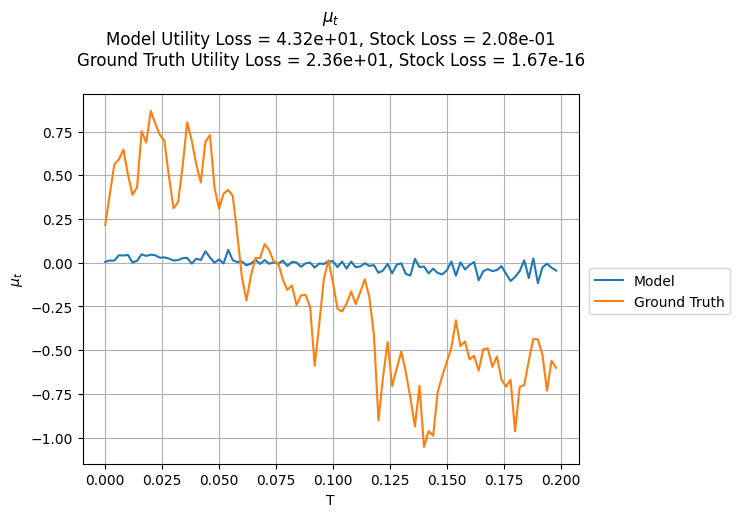 μ_t
Model Utility Loss = 4.32e+01, Stock Loss = 2.08e-01
Ground Truth Utility Loss = 2.36e+01, Stock Loss = 1.67e-16
0.75
0.50
0.25
0.00
−0.25
−0.50
−0.75
−1.00
μ_t
0.000 0.025 0.050 0.075 0.100 0.125 0.150 0.175 0.200
T
Model
Ground Truth